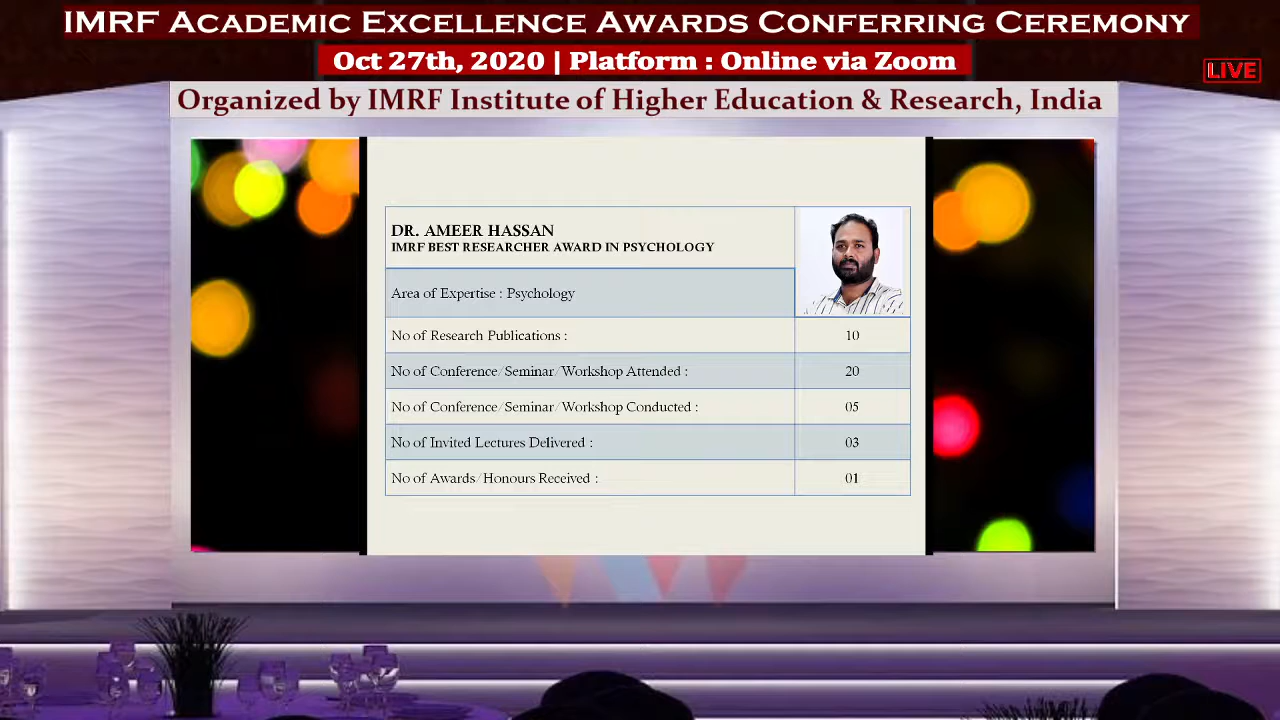 IMRF ACADEMIC EXCELLENCE AWARDS CONFERRING CEREMONY
Oct 27th, 2020 | Platform : Online via Zoom
LIVE
Organized by IMRF Institute of Higher Education & Research, India
DR. AMEER HASSAN
IMRF BEST RESEARCHER AWARD IN PSYCHOLOGY
Area of Expertise : Psychology
No of Research Publications : 10
No of Conference/Seminar/Workshop Attended : 20
No of Conference/Seminar/Workshop Conducted : 05
No of Invited Lectures Delivered : 03
No of Awards/Honours Received : 01